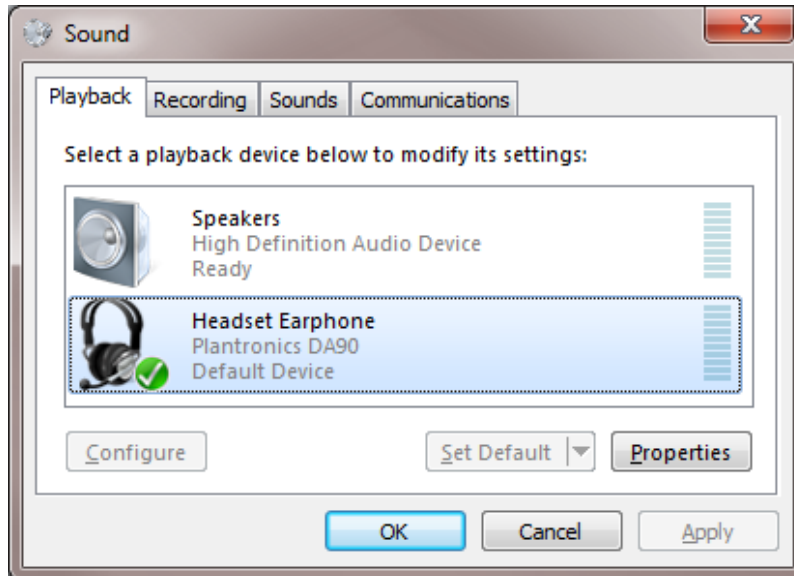 Sound
Playback Recording Sounds Communications
Select a playback device below to modify its settings:
Speakers
High Definition Audio Device
Ready
Headset Earphone
Plantronics DA90
Default Device
Configure Set Default Properties
OK Cancel Apply